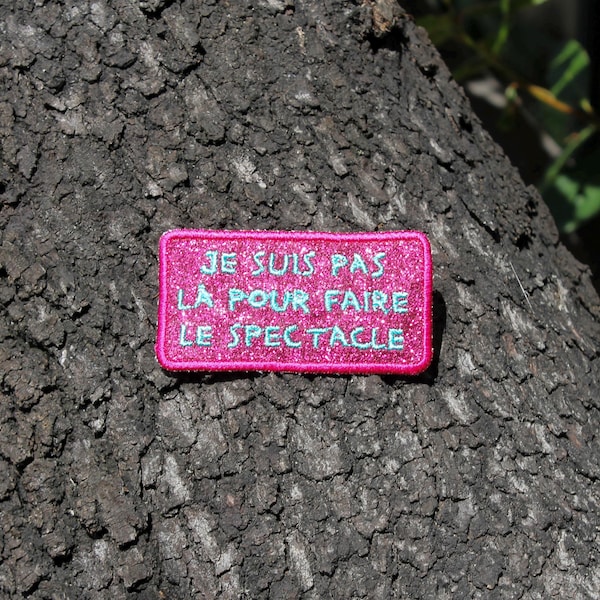 JE SUIS PAS
LÀ POUR FAIRE
LE SPECTACLE